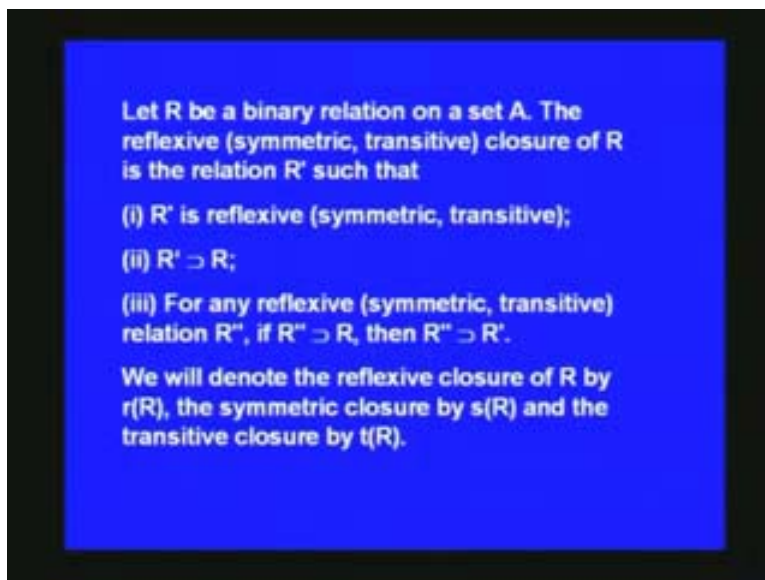 Let R be a binary relation on a set A. The
reflexive (symmetric, transitive) closure of R
is the relation R' such that
(i) R' is reflexive (symmetric, transitive);
(ii) R' ⊃ R;
(iii) For any reflexive (symmetric, transitive)
relation R", if R" ⊃ R, then R" ⊃ R'.
We will denote the reflexive closure of R by
r(R), the symmetric closure by s(R) and the
transitive closure by t(R).